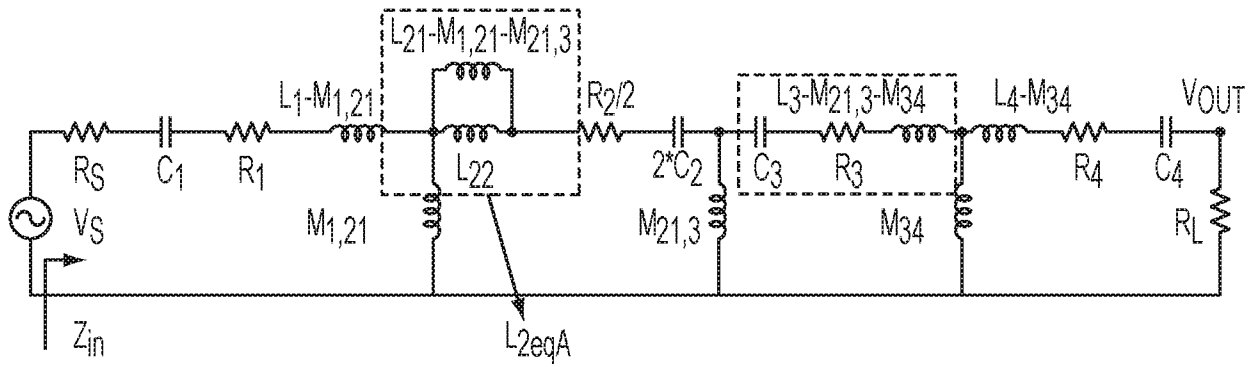 L21-M1,21-M21,3
L1-M1,21
R2/2
L3-M21,3-M34
L4-M34
VOUT
RS
C1
R1
L22
2*C2
C3
R3
R4
C4
VS
M1,21
M21,3
M34
RL
Zin
L2eqA